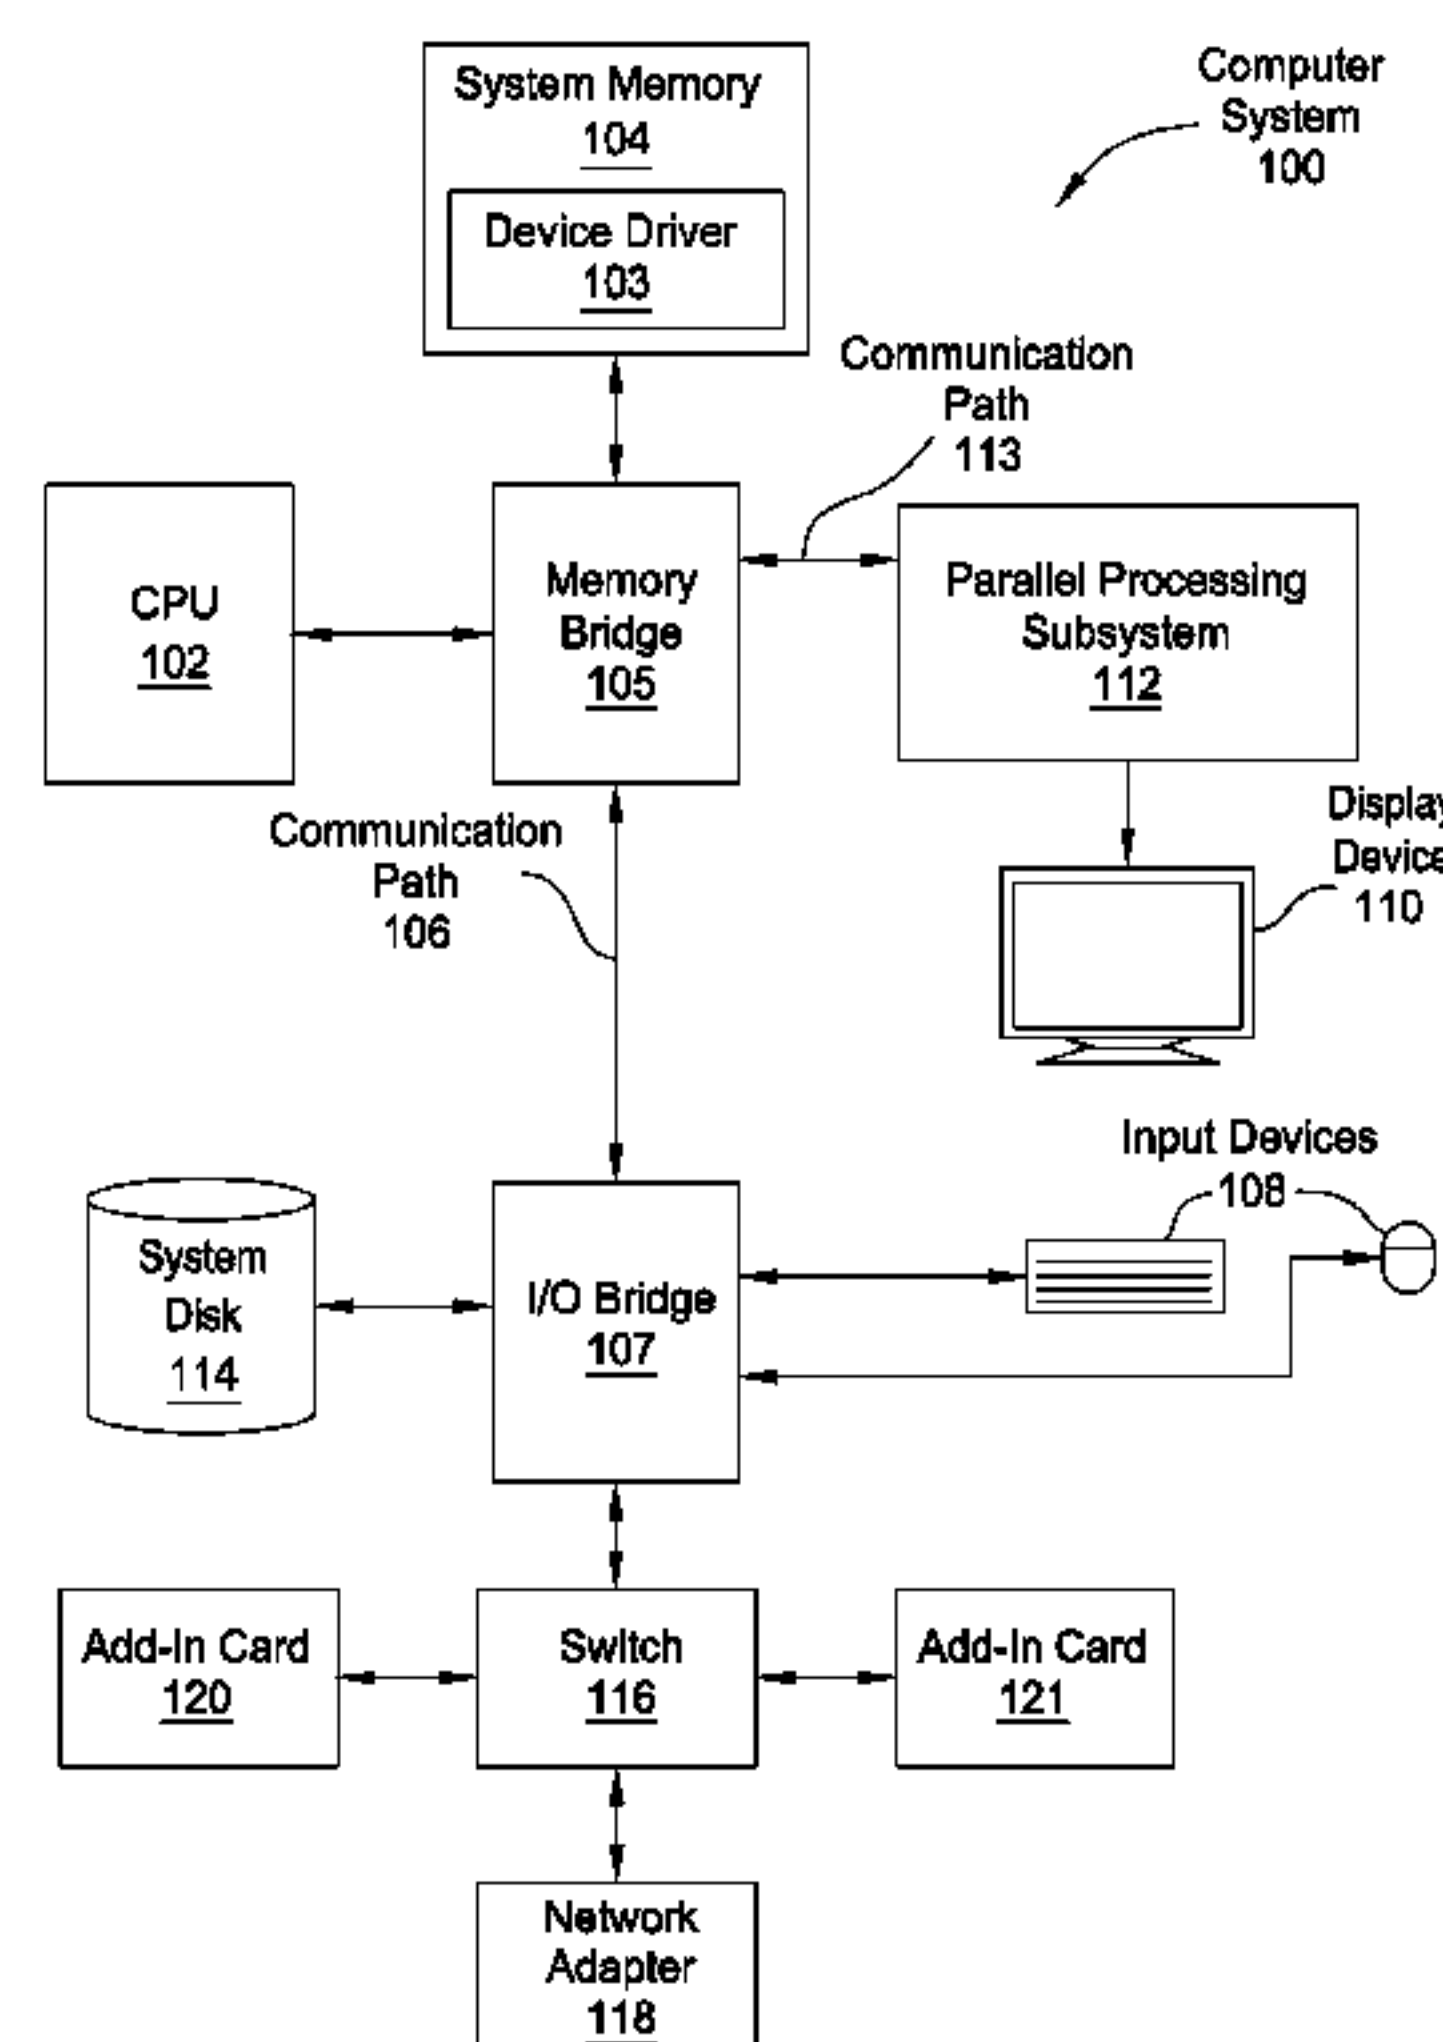 System Memory
104
Device Driver
103
Computer
System
100
Communication
Path
113
CPU
102
Memory
Bridge
105
Parallel Processing
Subsystem
112
Communication
Path
106
Display
Device
110
Input Devices
108
System
Disk
114
I/O Bridge
107
Add-In Card
120
Switch
116
Add-In Card
121
Network
Adapter
118